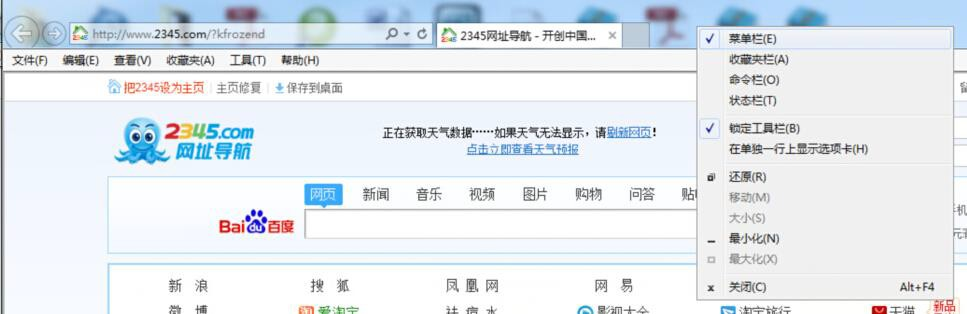 http://www.2345.com/?kfrozend
2345网址导航 - 开创中国...
文件(F) 编辑(E) 查看(V) 收藏夹(A) 工具(T) 帮助(H)
把2345设为主页 | 主页修复 | 保存到桌面
2345.com
网址导航
正在获取天气数据……如果天气无法显示，请刷新网页！
点击立即查看天气预报
网页 新闻 音乐 视频 图片 购物 问答 贴
Bai百度
新 浪 搜 狐 凤 凰 网 网 易
微 博 爱淘宝 祛 痘 水 影视大全 淘宝旅行 天猫
新品
菜单栏(E)
收藏夹栏(A)
命令栏(O)
状态栏(T)
锁定工具栏(B)
在单独一行上显示选项卡(H)
还原(R)
移动(M)
大小(S)
最小化(N)
最大化(X)
关闭(C) Alt+F4